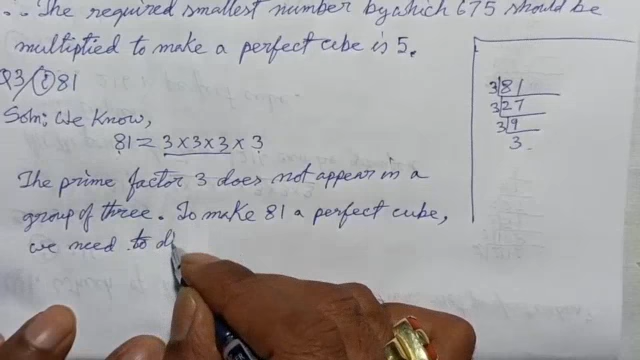 ∴ The required smallest number by which 675 should be
multiplied to make a perfect cube is 5.
Q3/ (i) 81
Soln: We know,
81 = 3×3×3 × 3
The prime factor 3 does not appear in a
group of three. To make 81 a perfect cube,
we need to d
3 81
3 27
3 9
3